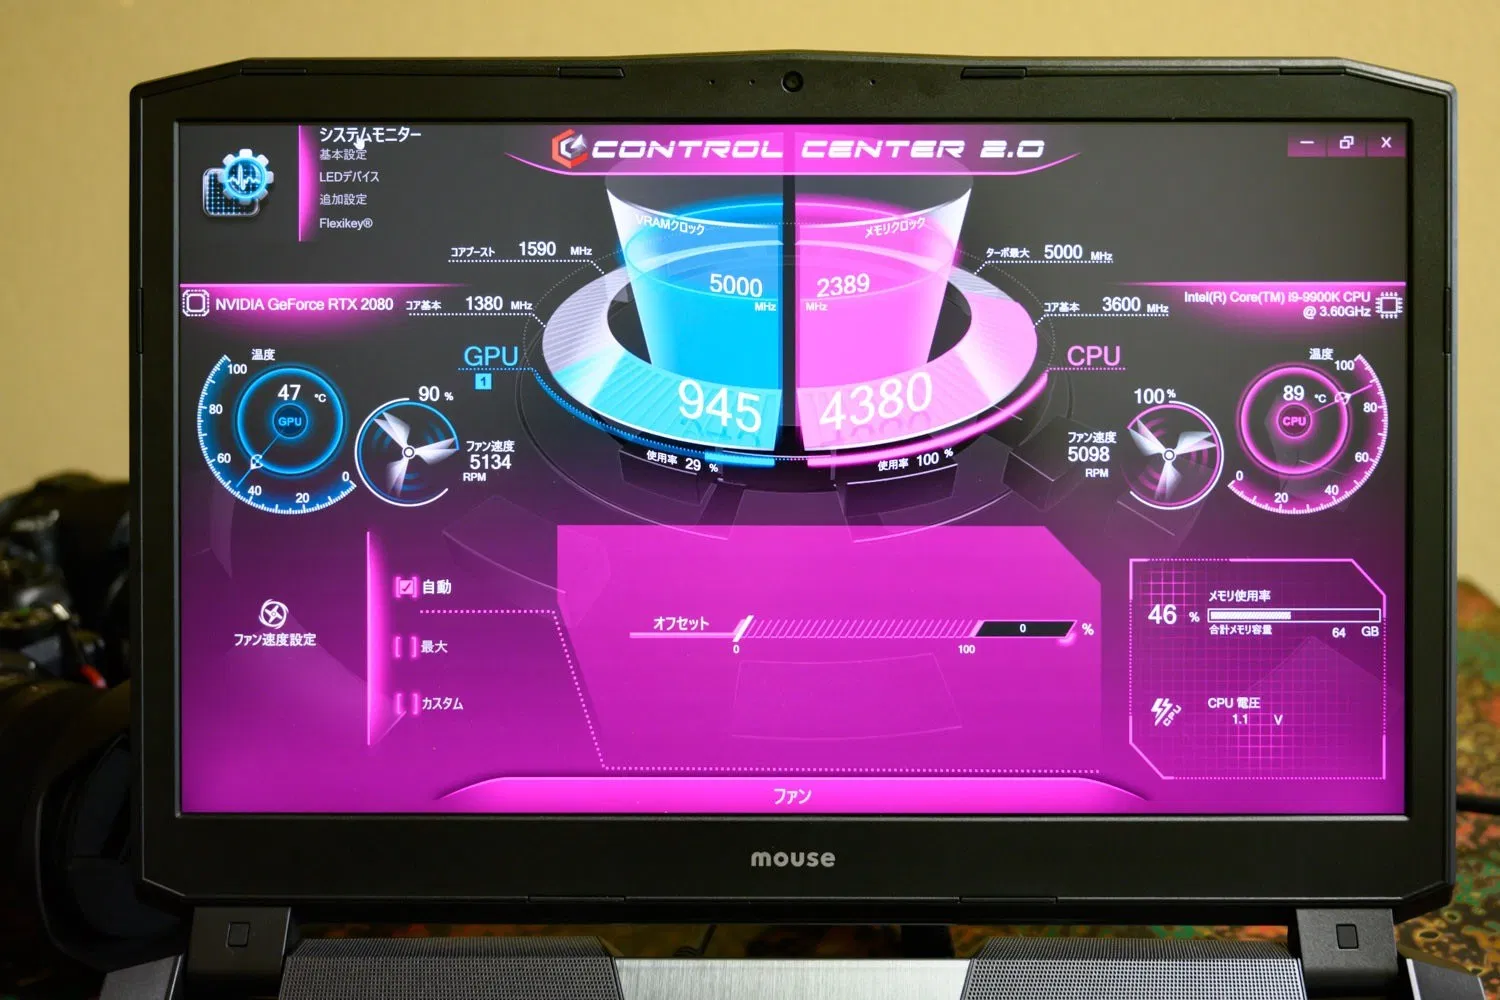 システムモニター
基本設定
LEDデバイス
追加設定
Flexikey®
CONTROL CENTER 2.0
VRAMクロック
5000
MHz
945
メモリクロック
2389
MHz
4380
コアブースト 1590 MHz
コア基本 1380 MHz
ターボ最大 5000 MHz
コア基本 3600 MHz
NVIDIA GeForce RTX 2080
Intel(R) Core(TM) i9-9900K CPU
@ 3.60GHz
GPU
1
CPU
温度
100
80
60
40
20
0
47 °C
GPU
90 %
ファン速度
5134
RPM
使用率 29 %
使用率 100 %
100 %
ファン速度
5098
RPM
温度
100
80
60
40
20
0
89 °C
CPU
ファン速度設定
自動
最大
カスタム
オフセット
0
100
0
%
46 %
メモリ使用率
合計メモリ容量 64 GB
CPU
CPU 電圧
1.1 V
ファン
mouse